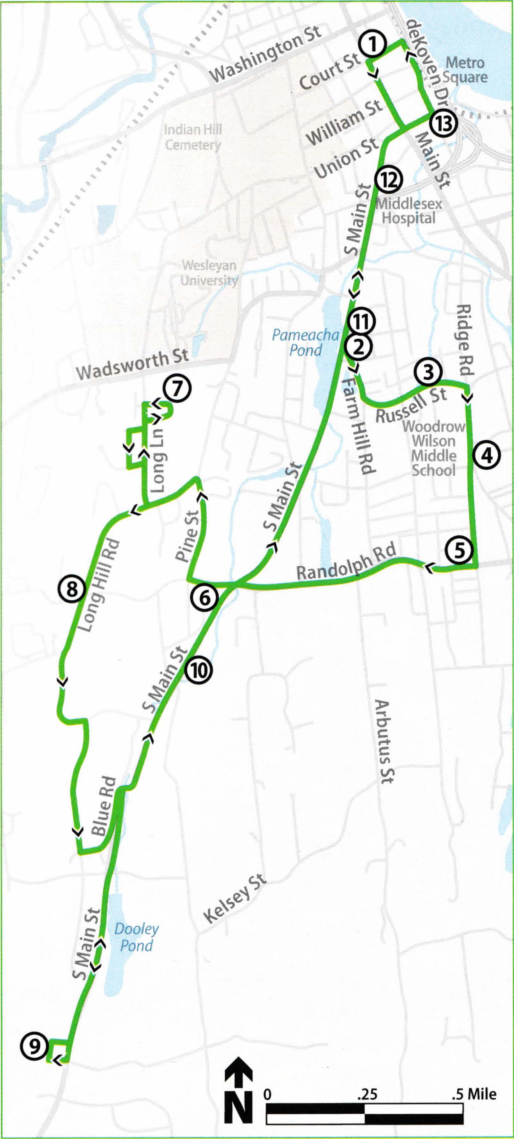 Washington St
1
deKoven Dr
Court St
Metro
Square
William St
13
Indian Hill
Cemetery
Union St
Main St
12
Middlesex
Hospital
S Main St
Wesleyan
University
11
Pameacha
Pond
2
Ridge Rd
Wadsworth St
3
7
Farm Hill Rd
Russell St
Woodrow
Wilson
Middle
School
4
Long Ln
S Main St
Pine St
5
Randolph Rd
Long Hill Rd
8
6
S Main St
10
Arbutus St
Blue Rd
Kelsey St
S Main St
Dooley
Pond
9
N
0 .25 .5 Mile